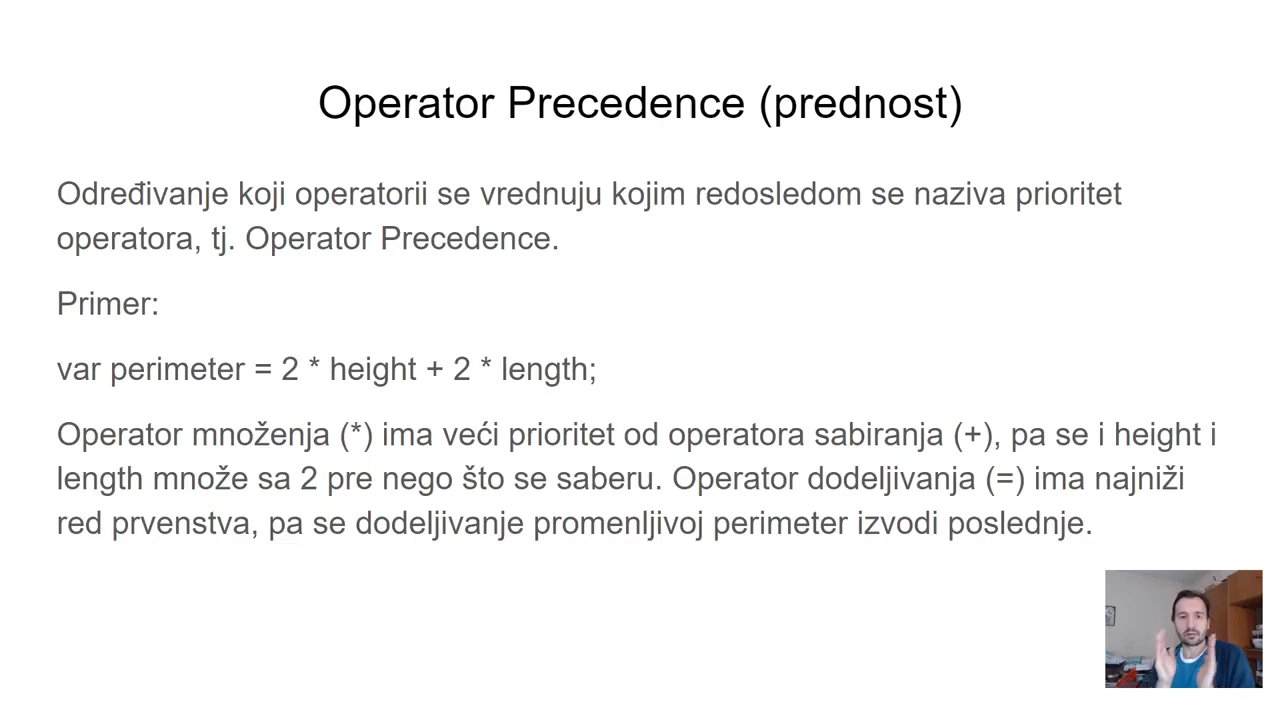 Operator Precedence (prednost)
Određivanje koji operatorii se vrednuju kojim redosledom se naziva prioritet
operatora, tj. Operator Precedence.
Primer:
var perimeter = 2 * height + 2 * length;
Operator množenja (*) ima veći prioritet od operatora sabiranja (+), pa se i height i
length množe sa 2 pre nego što se saberu. Operator dodeljivanja (=) ima najniži
red prvenstva, pa se dodeljivanje promenljivoj perimeter izvodi poslednje.